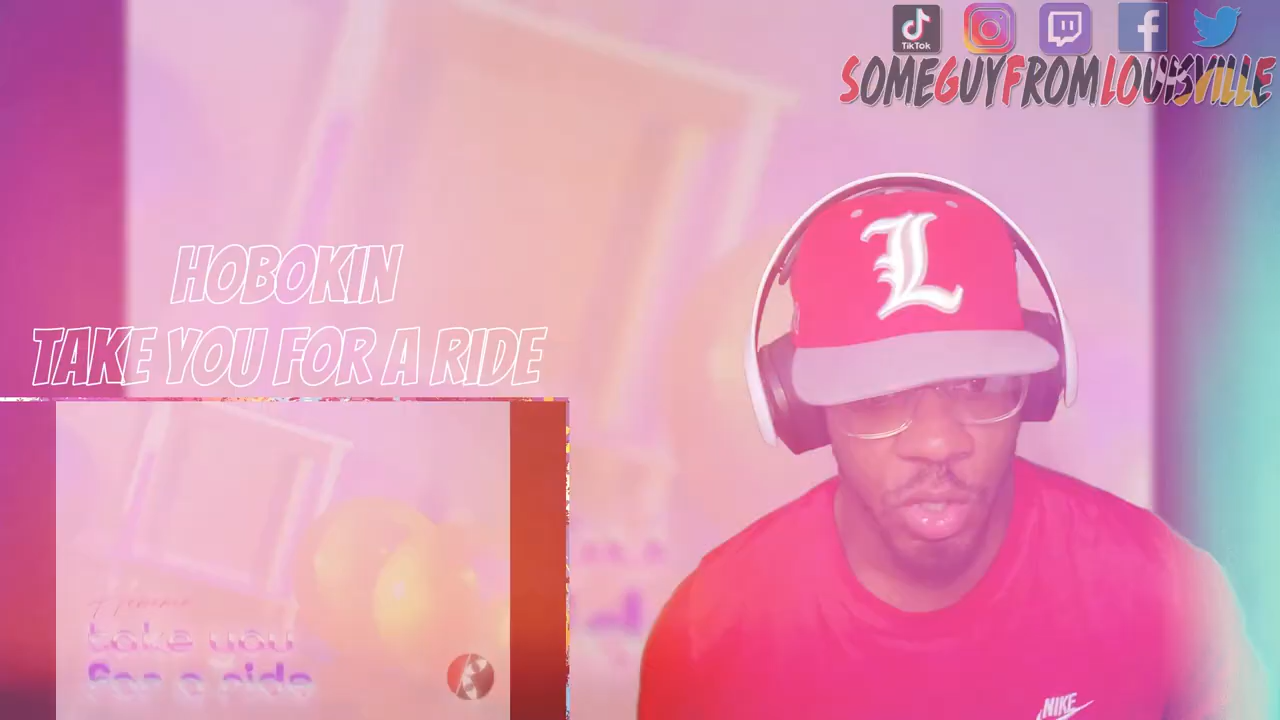 TikTok
SOMEGUYFROMLOUISVILLE
HOBOKIN
TAKE YOU FOR A RIDE
L
take you
for a ride
NIKE